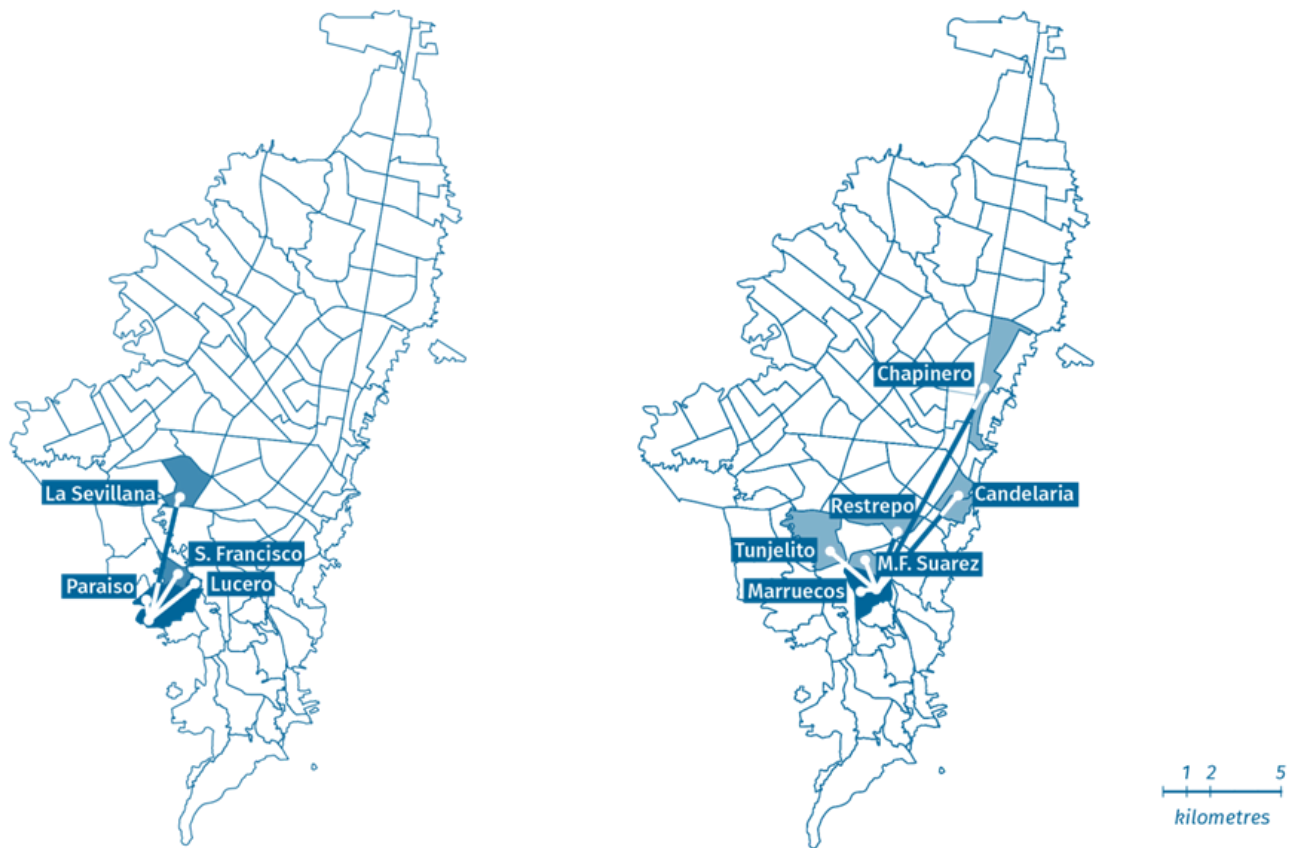 La Sevillana
S. Francisco
Paraiso
Lucero
Chapinero
Candelaria
Restrepo
Tunjelito
M.F. Suarez
Marruecos
1 2 5
kilometres